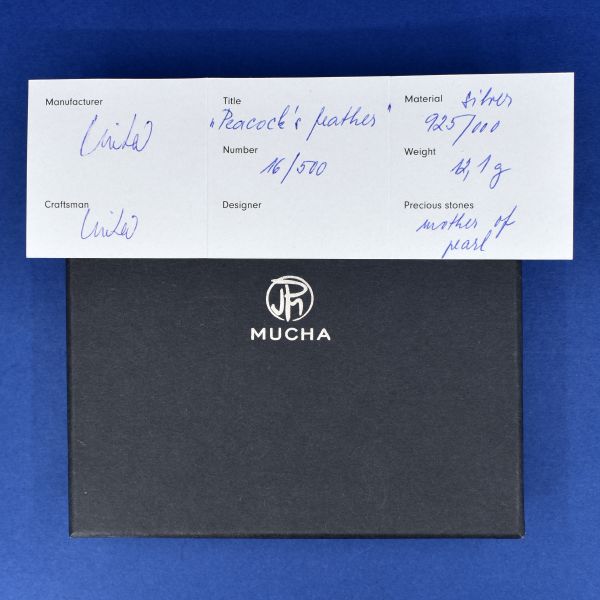 Manufacturer
Title
"Peacock's feather"
Number
16/500
Material silver
925/000
Weight
12,1 g
Craftsman
Designer
Precious stones
mother of
pearl
JPM
MUCHA